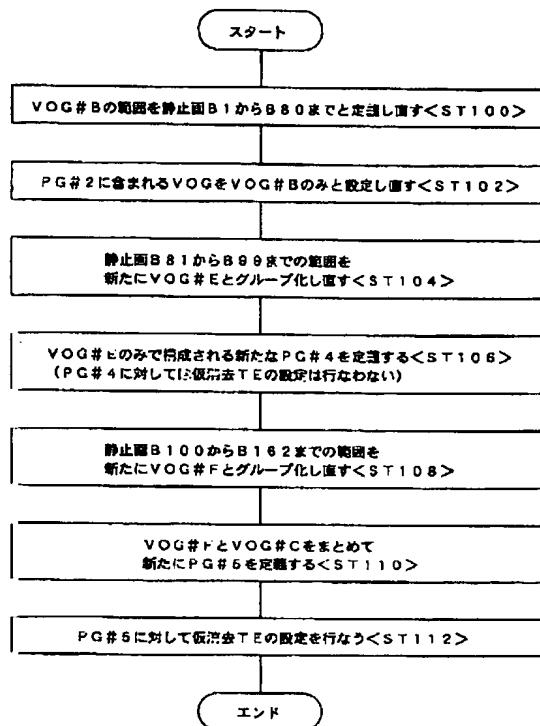 スタート
VOG#Bの範囲を静止画B1からB80までと定義し直す<ST100>
PG#2に含まれるVOGをVOG#Bのみと設定し直す<ST102>
静止画B81からB99までの範囲を
新たにVOG#Eとグループ化し直す<ST104>
VOG#Eのみで構成される新たなPG#4を定義する<ST106>
(PG#4に対しては仮消去TEの設定は行なわない)
静止画B100からB162までの範囲を
新たにVOG#Fとグループ化し直す<ST108>
VOG#FとVOG#Cをまとめて
新たにPG#5を定義する<ST110>
PG#5に対して仮消去TEの設定を行なう<ST112>
エンド